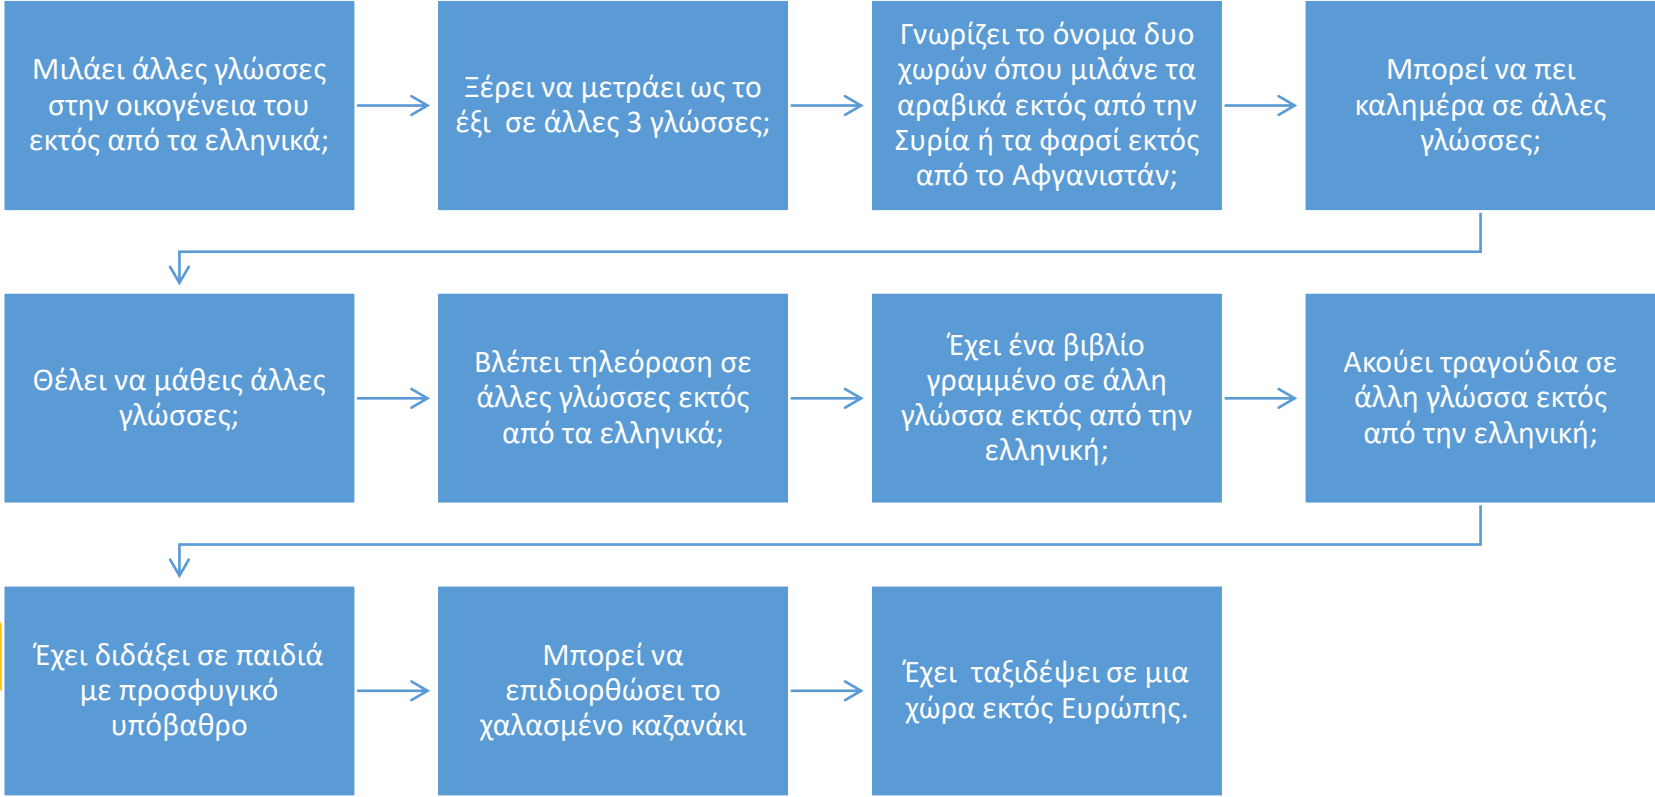 Μιλάει άλλες γλώσσες
στην οικογένεια του
εκτός από τα ελληνικά;
Ξέρει να μετράει ως το
έξι  σε άλλες 3 γλώσσες;
Γνωρίζει το όνομα δυο
χωρών όπου μιλάνε τα
αραβικά εκτός από την
Συρία ή τα φαρσί εκτός
από το Αφγανιστάν;
Μπορεί να πει
καλημέρα σε άλλες
γλώσσες;
Θέλει να μάθεις άλλες
γλώσσες;
Βλέπει τηλεόραση σε
άλλες γλώσσες εκτός
από τα ελληνικά;
Έχει ένα βιβλίο
γραμμένο σε άλλη
γλώσσα εκτός από την
ελληνική;
Ακούει τραγούδια σε
άλλη γλώσσα εκτός
από την ελληνική;
Έχει διδάξει σε παιδιά
με προσφυγικό
υπόβαθρο
Μπορεί να
επιδιορθώσει το
χαλασμένο καζανάκι
Έχει  ταξιδέψει σε μια
χώρα εκτός Ευρώπης.